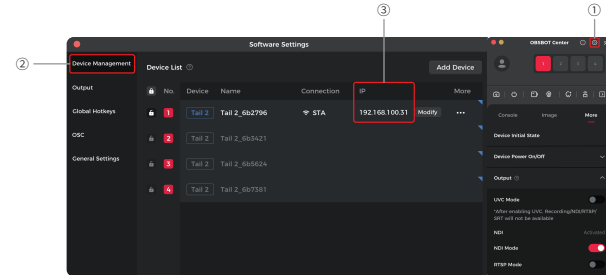 ③
①
②
Software Settings
Device Management
Output
Global Hotkeys
OSC
General Settings
Device List
Add Device
No. Device Name Connection IP More
1 Tail 2 Tail 2_6b2796 STA 192.168.100.31 Modify ...
2 Tail 2 Tail 2_6b3421
3 Tail 2 Tail 2_6b5624
4 Tail 2 Tail 2_6b7381
OBSBOT Center
1 2 3 4
Console Image More
Device Initial State
Device Power On/Off
Output
UVC Mode
*After enabling UVC, Recording/NDI/RTSP/
SRT will not be available
NDI Activated
NDI Mode
RTSP Mode